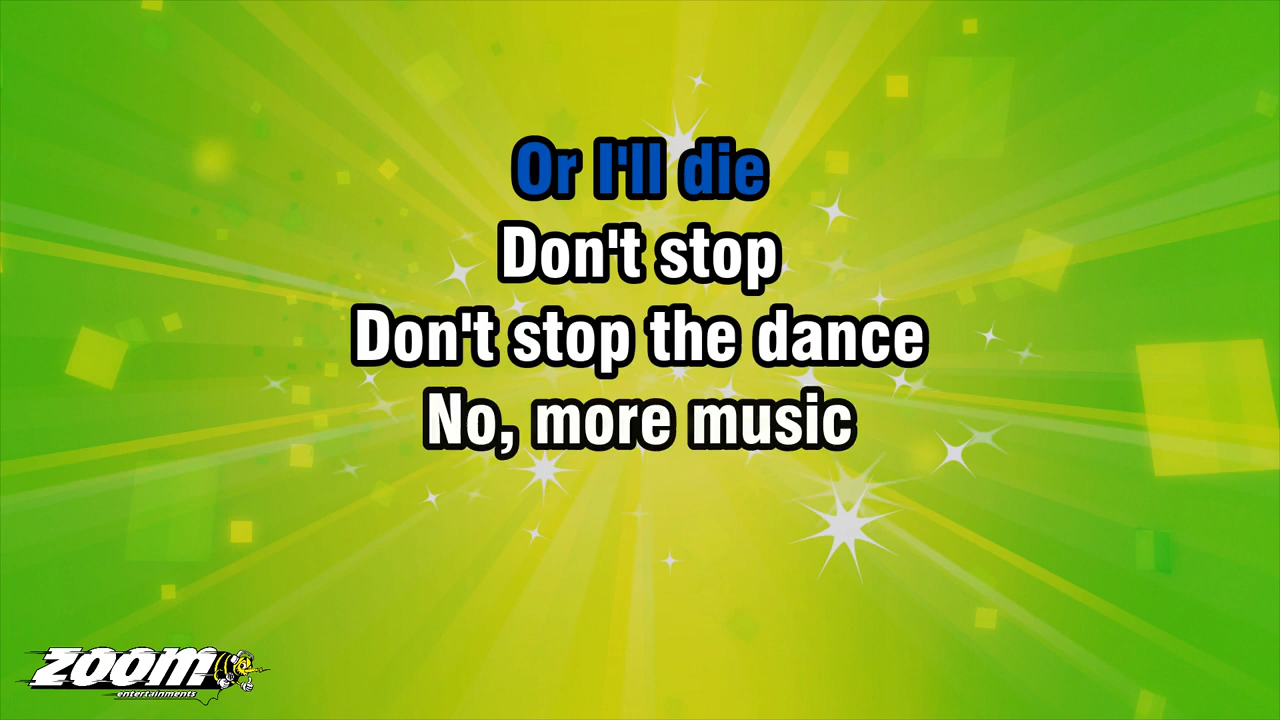 Or I'll die
Don't stop
Don't stop the dance
No, more music
zoom
entertainments